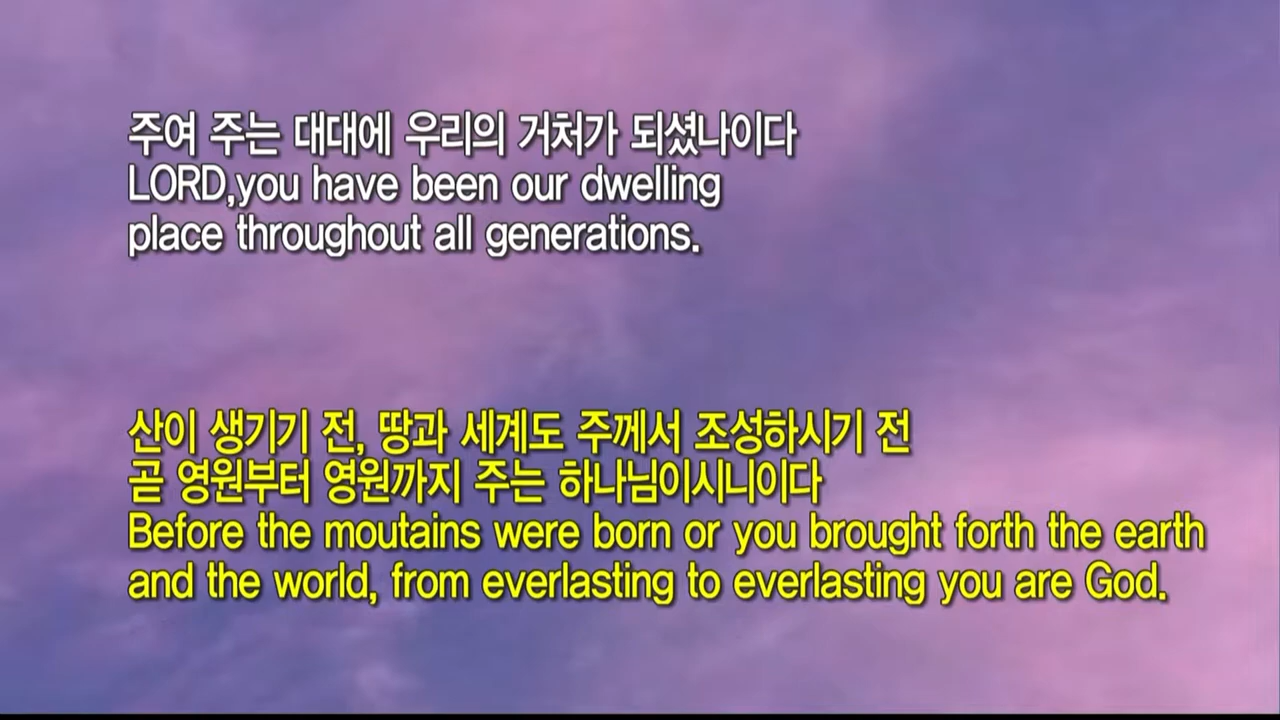 주여 주는 대대에 우리의 거처가 되셨나이다
LORD,you have been our dwelling
place throughout all generations.
산이 생기기 전, 땅과 세계도 주께서 조성하시기 전
곧 영원부터 영원까지 주는 하나님이시니이다
Before the moutains were born or you brought forth the earth
and the world, from everlasting to everlasting you are God.